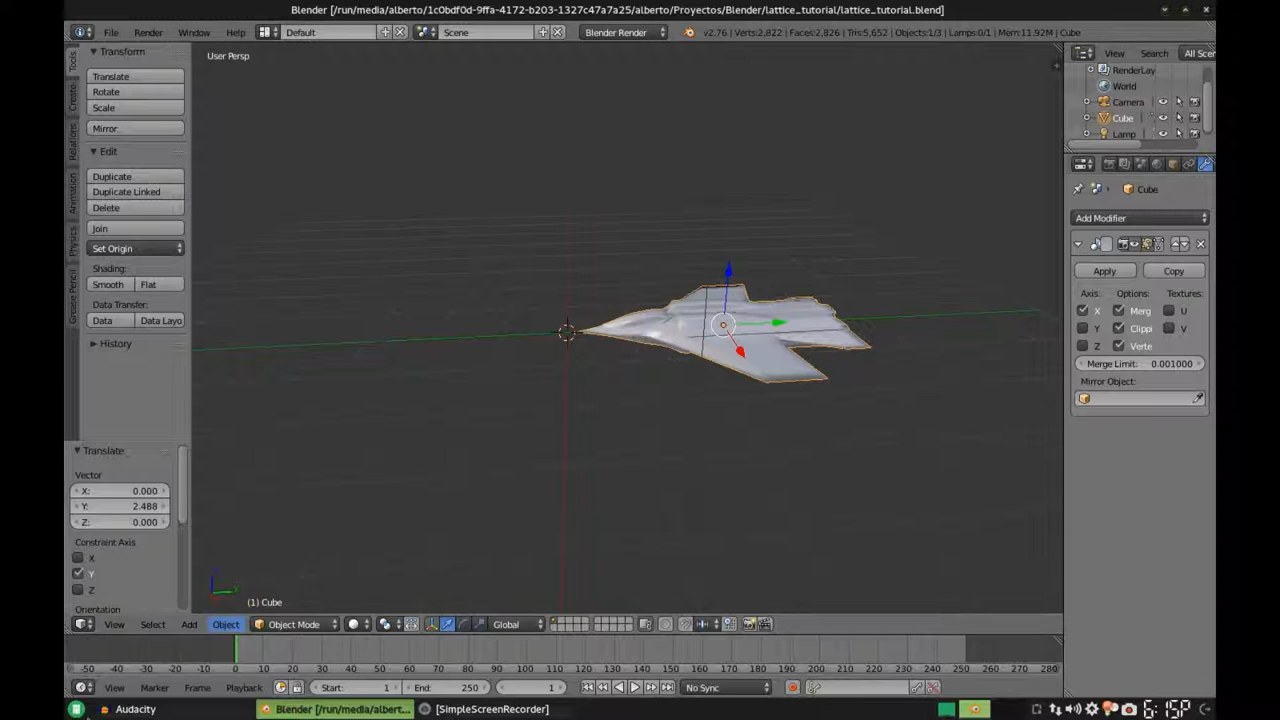 Blender [/run/media/alberto/1c0bdf0d-9ffa-4172-b203-1327c47a7a25/alberto/Proyectos/Blender/lattice_tutorial/lattice_tutorial.blend]
File Render Window Help Default Scene Blender Render v2.76 | Verts:2,822 | Faces:2,826 | Tris:5,652 | Objects:1/3 | Lamps:0/1 | Mem:11.92M | Cube
View Search All Scen
Tools
Create
Relations
Animation
Physics
Grease Pencil
Transform
Translate
Rotate
Scale
Mirror
Edit
Duplicate
Duplicate Linked
Delete
Join
Set Origin
Shading:
Smooth Flat
Data Transfer:
Data Data Layo
History
Translate
Vector
X: 0.000
Y: 2.488
Z: 0.000
Constraint Axis
X
Y
Z
Orientation
User Persp
(1) Cube
RenderLay
World
Camera
Cube
Lamp
Cube
Add Modifier
Apply Copy
Axis: Options: Textures:
X Merg U
Y Clippi V
Z Verte
Merge Limit: 0.001000
Mirror Object:
View Select Add Object Object Mode Global
-50 -40 -30 -20 -10 0 10 20 30 40 50 60 70 80 90 100 110 120 130 140 150 160 170 180 190 200 210 220 230 240 250 260 270 280
View Marker Frame Playback Start: 1 End: 250 1 No Sync
Audacity Blender [/run/media/albert... [SimpleScreenRecorder]